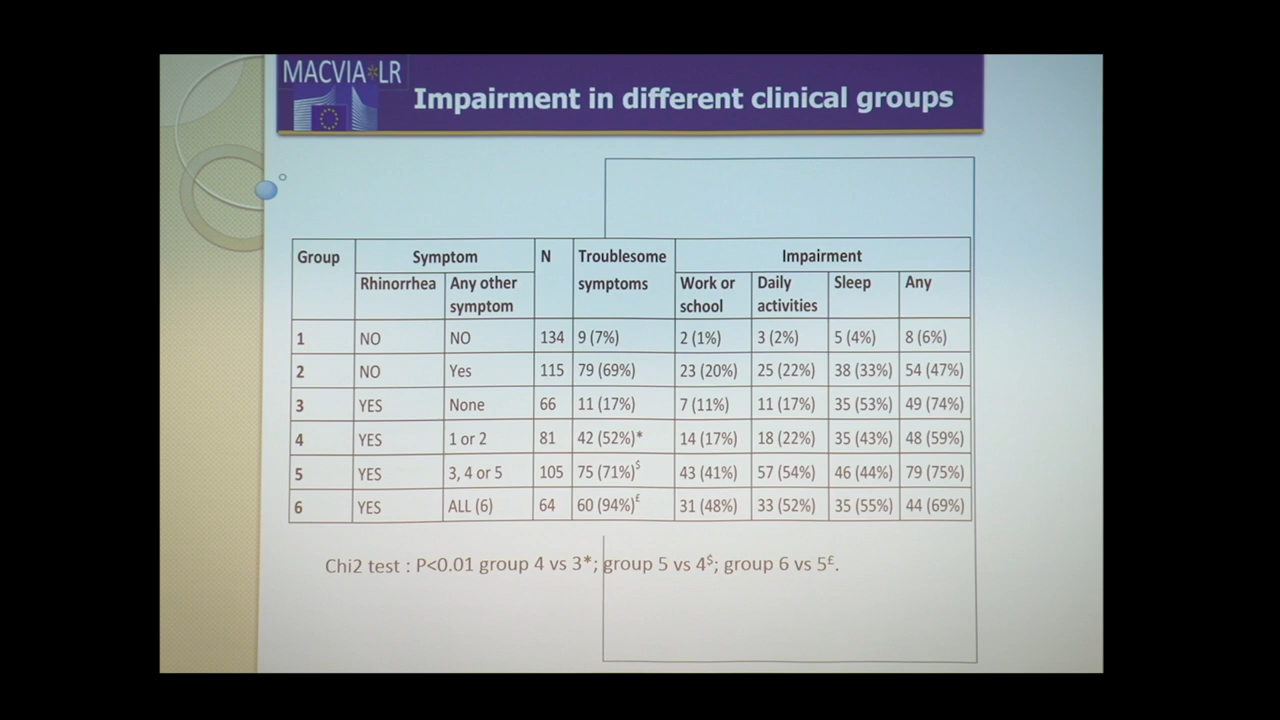 MACVIA*LR
Impairment in different clinical groups
Group Symptom N Troublesome symptoms Impairment
Rhinorrhea Any other symptom Work or school Daily activities Sleep Any
1 NO NO 134 9 (7%) 2 (1%) 3 (2%) 5 (4%) 8 (6%)
2 NO Yes 115 79 (69%) 23 (20%) 25 (22%) 38 (33%) 54 (47%)
3 YES None 66 11 (17%) 7 (11%) 11 (17%) 35 (53%) 49 (74%)
4 YES 1 or 2 81 42 (52%)* 14 (17%) 18 (22%) 35 (43%) 48 (59%)
5 YES 3, 4 or 5 105 75 (71%)$ 43 (41%) 57 (54%) 46 (44%) 79 (75%)
6 YES ALL (6) 64 60 (94%)£ 31 (48%) 33 (52%) 35 (55%) 44 (69%)
Chi2 test : P<0.01 group 4 vs 3*; group 5 vs 4$; group 6 vs 5£.